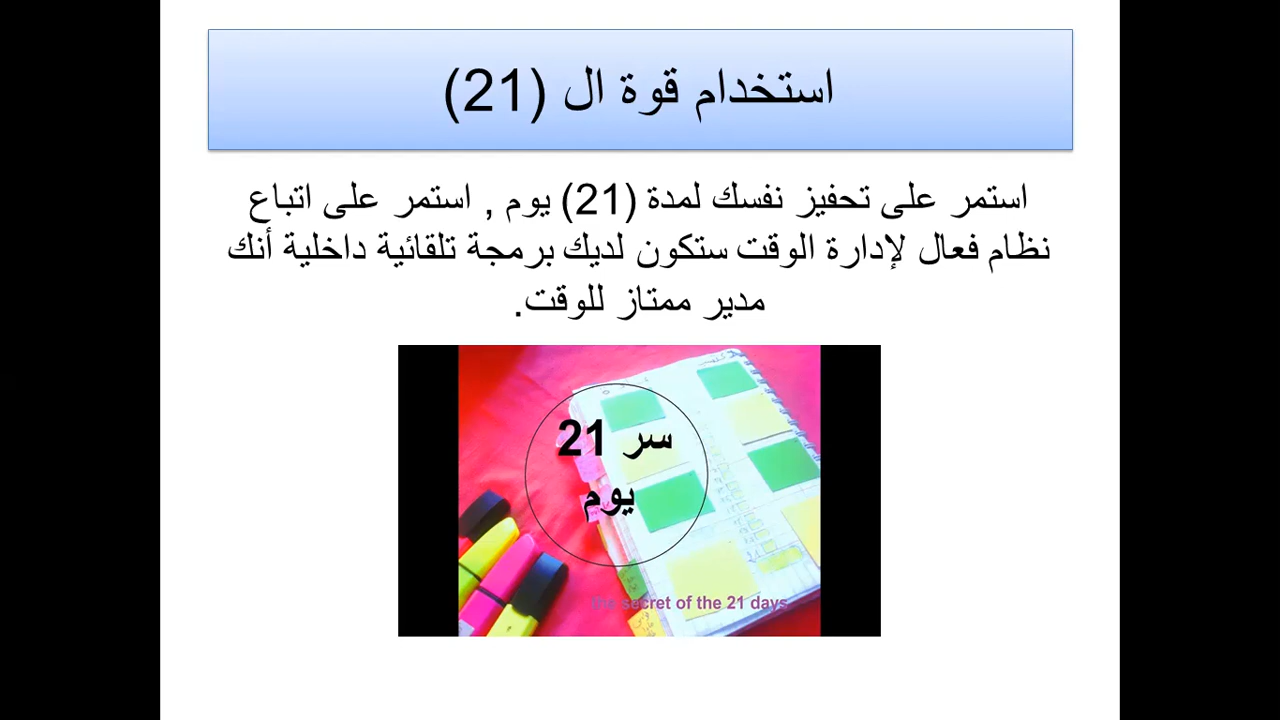 استخدام قوة ال (21)
استمر على تحفيز نفسك لمدة (21) يوم , استمر على اتباع
نظام فعال لإدارة الوقت ستكون لديك برمجة تلقائية داخلية أنك
مدير ممتاز للوقت.
سر 21
يوم
the secret of the 21 days